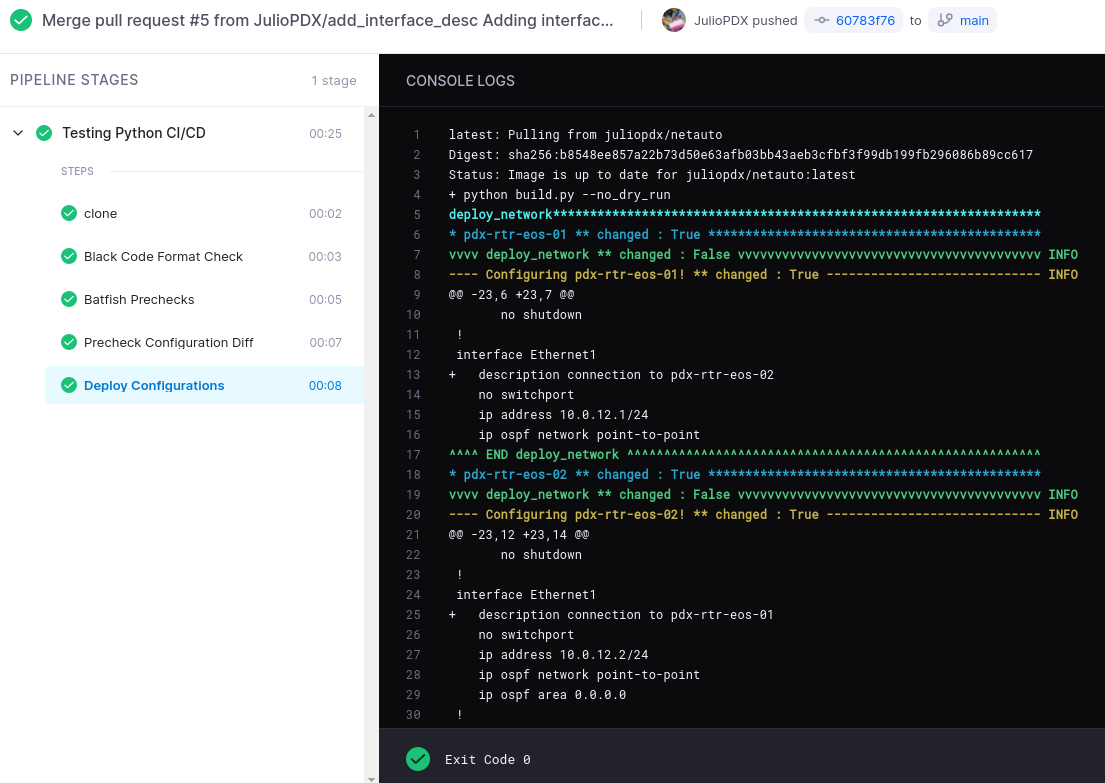 Merge pull request #5 from JulioPDX/add_interface_desc Adding interfac... JulioPDX pushed 60783f76 to main
PIPELINE STAGES 1 stage
Testing Python CI/CD 00:25
STEPS
clone 00:02
Black Code Format Check 00:03
Batfish Prechecks 00:05
Precheck Configuration Diff 00:07
Deploy Configurations 00:08
CONSOLE LOGS
1 latest: Pulling from juliopdx/netauto
2 Digest: sha256:b8548ee857a22b73d50e63afb03bb43aeb3cfbf3f99db199fb296086b89cc617
3 Status: Image is up to date for juliopdx/netauto:latest
4 + python build.py --no_dry_run
5 deploy_network******************************************************************
6 * pdx-rtr-eos-01 ** changed : True *********************************************
7 vvvv deploy_network ** changed : False vvvvvvvvvvvvvvvvvvvvvvvvvvvvvvvvvvvvvvvvv INFO
8 ---- Configuring pdx-rtr-eos-01! ** changed : True ----------------------------- INFO
9 @@ -23,6 +23,7 @@
10 no shutdown
11 !
12 interface Ethernet1
13 + description connection to pdx-rtr-eos-02
14 no switchport
15 ip address 10.0.12.1/24
16 ip ospf network point-to-point
17 ^^^^ END deploy_network ^^^^^^^^^^^^^^^^^^^^^^^^^^^^^^^^^^^^^^^^^^^^^^^^^^^^^^^^
18 * pdx-rtr-eos-02 ** changed : True *********************************************
19 vvvv deploy_network ** changed : False vvvvvvvvvvvvvvvvvvvvvvvvvvvvvvvvvvvvvvvvv INFO
20 ---- Configuring pdx-rtr-eos-02! ** changed : True ----------------------------- INFO
21 @@ -23,12 +23,14 @@
22 no shutdown
23 !
24 interface Ethernet1
25 + description connection to pdx-rtr-eos-01
26 no switchport
27 ip address 10.0.12.2/24
28 ip ospf network point-to-point
29 ip ospf area 0.0.0.0
30 !
Exit Code 0